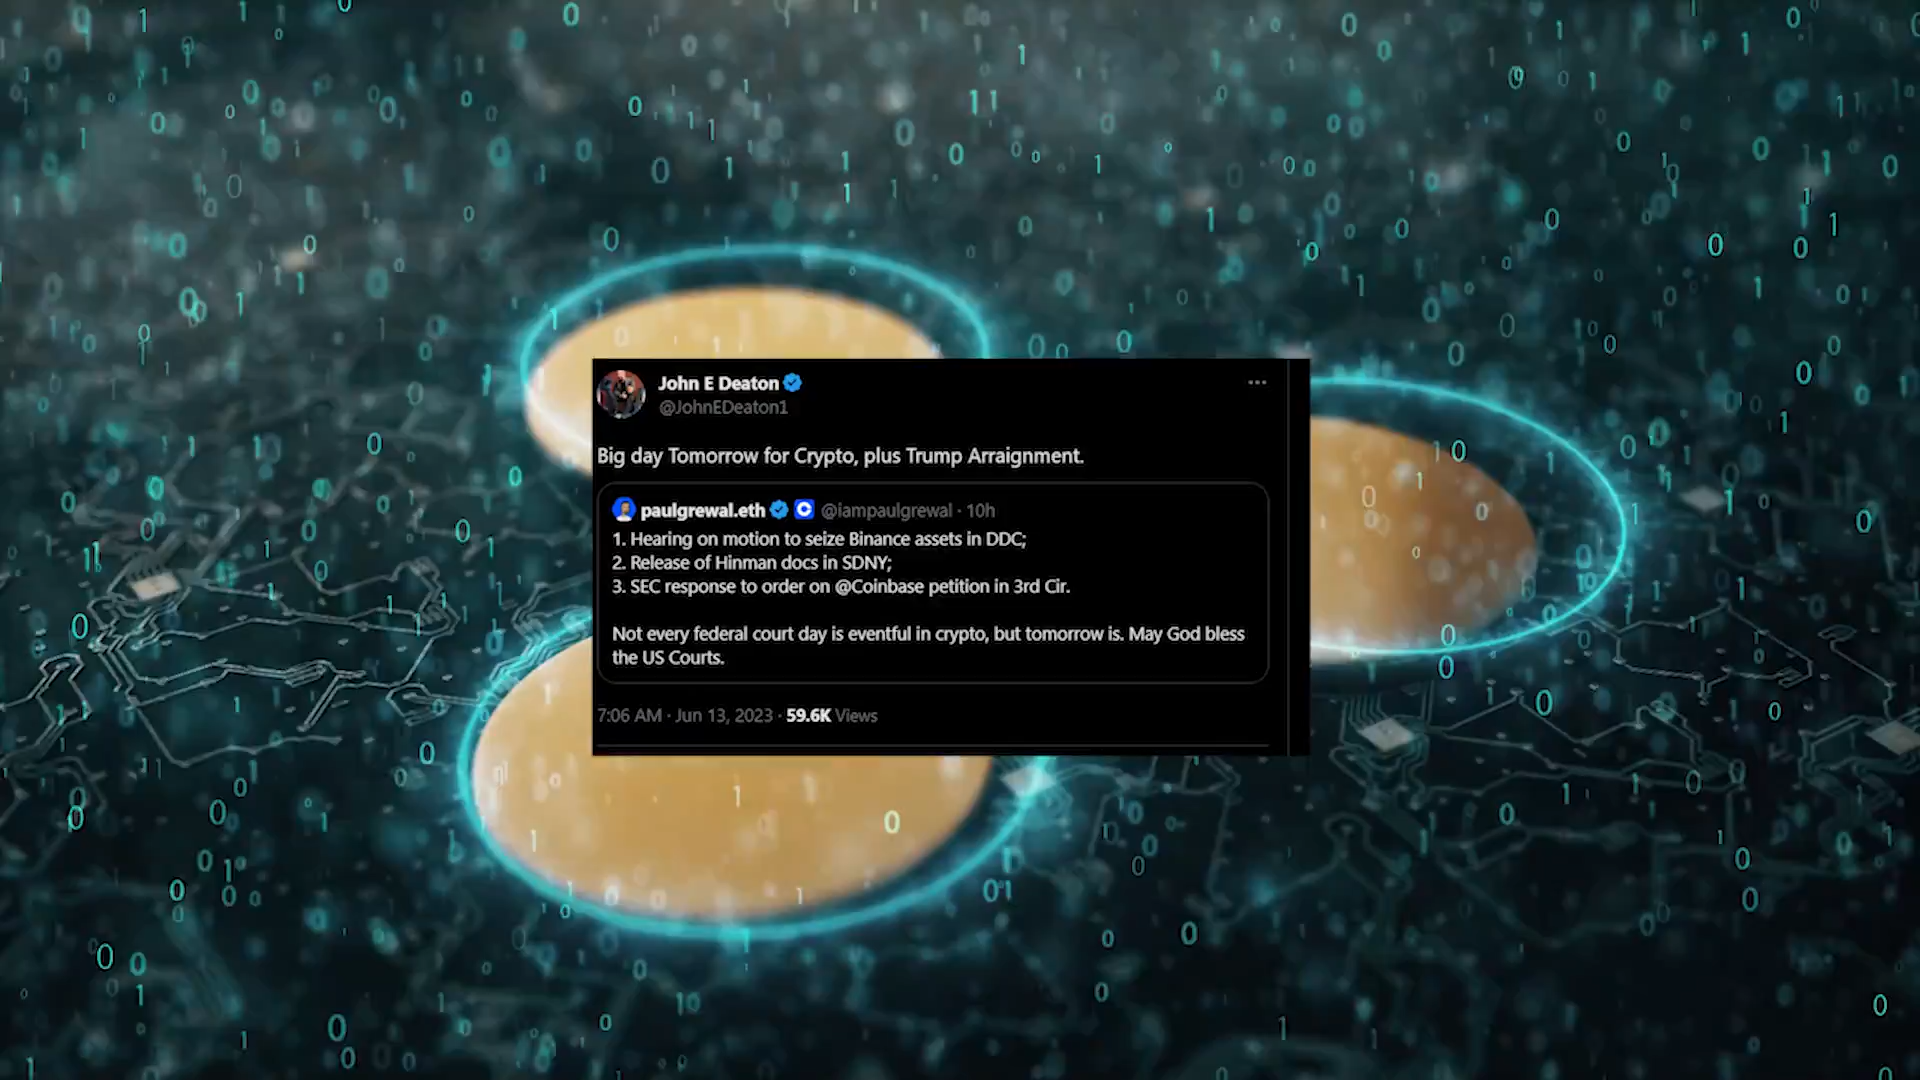 John E Deaton
@JohnEDeaton1
Big day Tomorrow for Crypto, plus Trump Arraignment.
paulgrewal.eth @iampaulgrewal · 10h
1. Hearing on motion to seize Binance assets in DDC;
2. Release of Hinman docs in SDNY;
3. SEC response to order on @Coinbase petition in 3rd Cir.
Not every federal court day is eventful in crypto, but tomorrow is. May God bless
the US Courts.
7:06 AM · Jun 13, 2023 · 59.6K Views